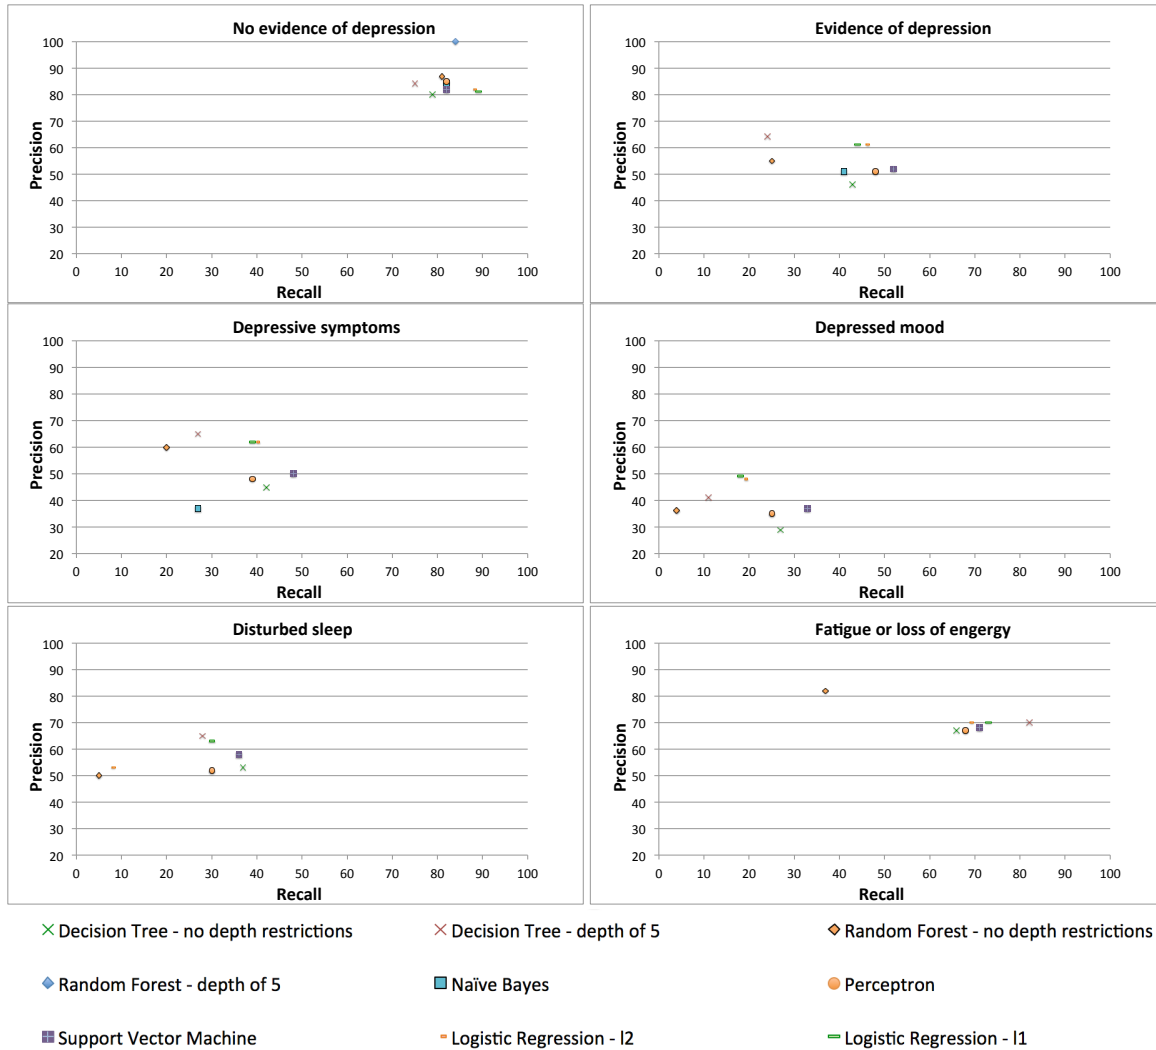 No evidence of depression
100
90
80
70
60
50
40
30
20
Precision
0 10 20 30 40 50 60 70 80 90 100
Recall
Evidence of depression
100
90
80
70
60
50
40
30
20
Precision
0 10 20 30 40 50 60 70 80 90 100
Recall
Depressive symptoms
100
90
80
70
60
50
40
30
20
Precision
0 10 20 30 40 50 60 70 80 90 100
Recall
Depressed mood
100
90
80
70
60
50
40
30
20
Precision
0 10 20 30 40 50 60 70 80 90 100
Recall
Disturbed sleep
100
90
80
70
60
50
40
30
20
Precision
0 10 20 30 40 50 60 70 80 90 100
Recall
Fatigue or loss of engergy
100
90
80
70
60
50
40
30
20
Precision
0 10 20 30 40 50 60 70 80 90 100
Recall
Decision Tree - no depth restrictions
Decision Tree - depth of 5
Random Forest - no depth restrictions
Random Forest - depth of 5
Naïve Bayes
Perceptron
Support Vector Machine
Logistic Regression - l2
Logistic Regression - l1